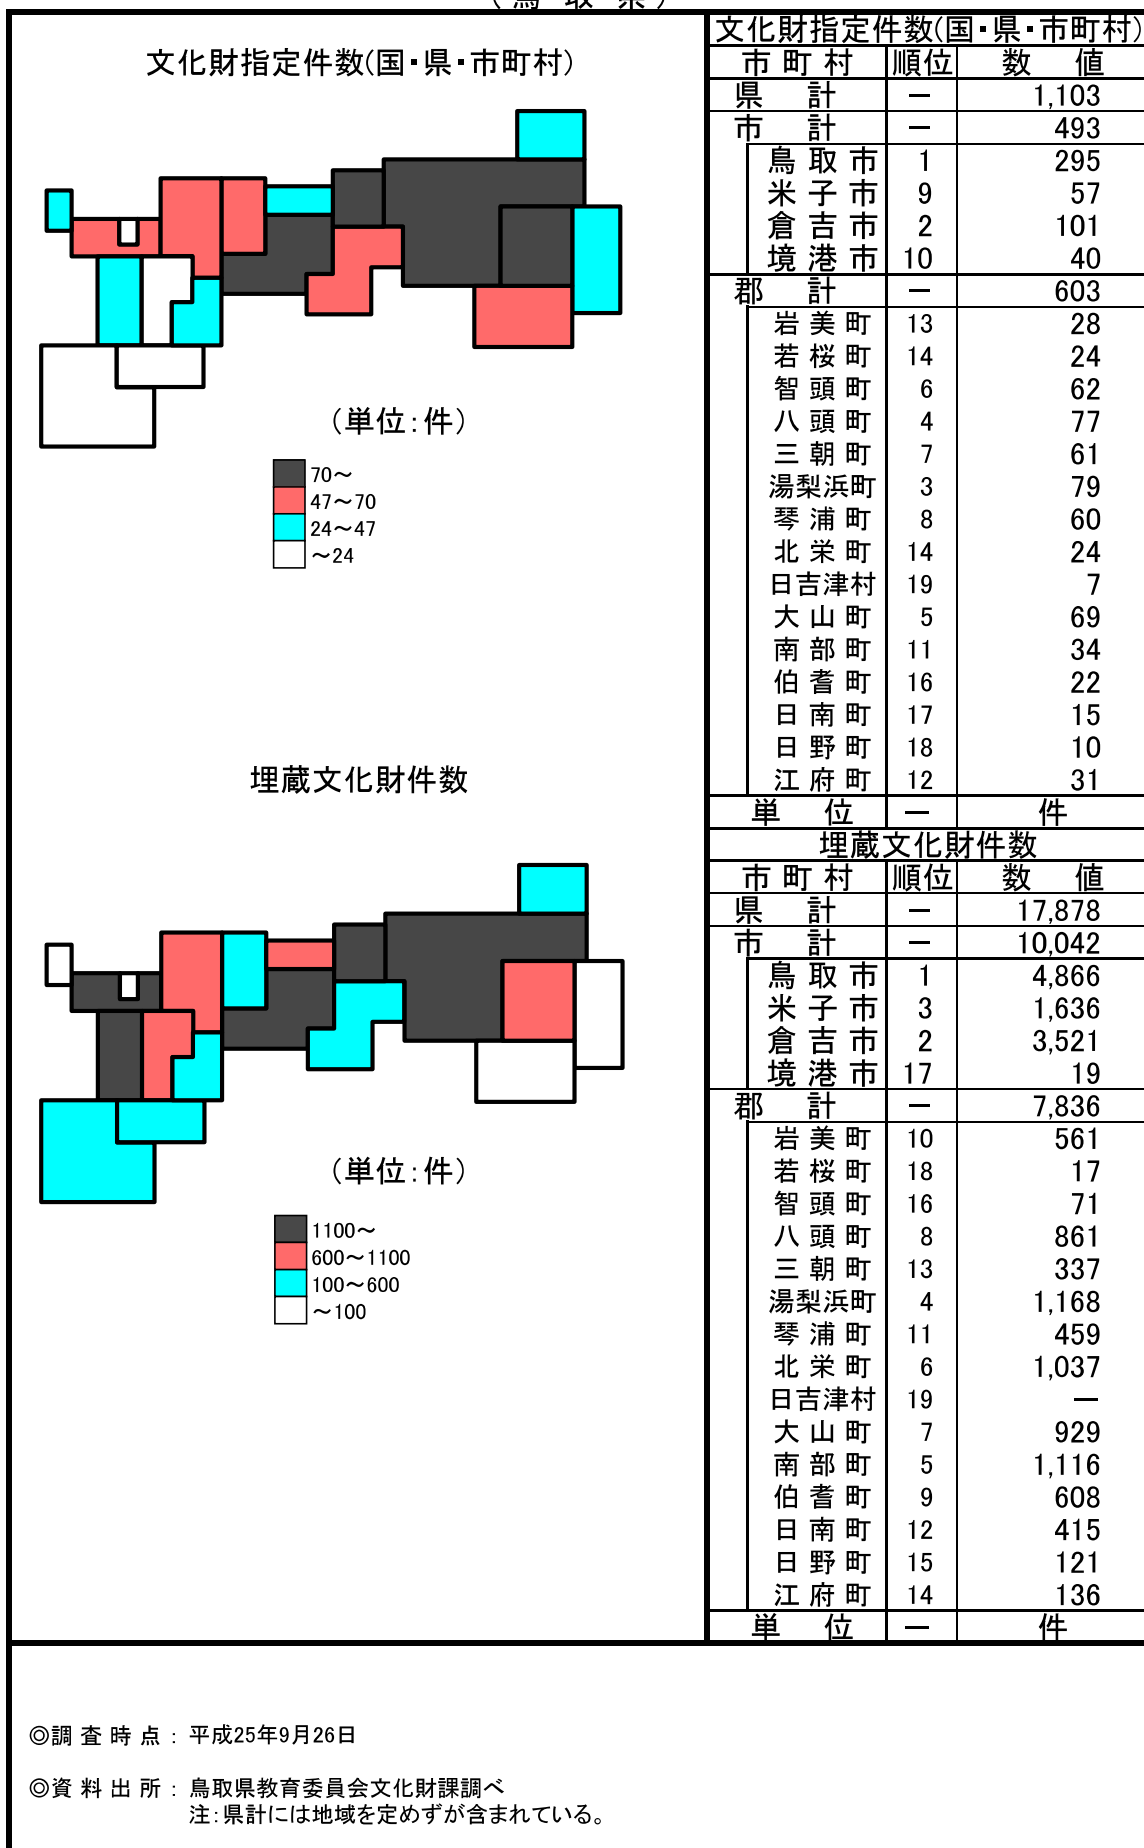 (鳥取県)
文化財指定件数(国・県・市町村)
(単位:件)
70～
47～70
24～47
～24
埋蔵文化財件数
(単位:件)
1100～
600～1100
100～600
～100
文化財指定件数(国・県・市町村)
市町村 順位 数値
県計 － 1,103
市計 － 493
鳥取市 1 295
米子市 9 57
倉吉市 2 101
境港市 10 40
郡計 － 603
岩美町 13 28
若桜町 14 24
智頭町 6 62
八頭町 4 77
三朝町 7 61
湯梨浜町 3 79
琴浦町 8 60
北栄町 14 24
日吉津村 19 7
大山町 5 69
南部町 11 34
伯耆町 16 22
日南町 17 15
日野町 18 10
江府町 12 31
単位 － 件
埋蔵文化財件数
市町村 順位 数値
県計 － 17,878
市計 － 10,042
鳥取市 1 4,866
米子市 3 1,636
倉吉市 2 3,521
境港市 17 19
郡計 － 7,836
岩美町 10 561
若桜町 18 17
智頭町 16 71
八頭町 8 861
三朝町 13 337
湯梨浜町 4 1,168
琴浦町 11 459
北栄町 6 1,037
日吉津村 19 －
大山町 7 929
南部町 5 1,116
伯耆町 9 608
日南町 12 415
日野町 15 121
江府町 14 136
単位 － 件
◎調査時点：平成25年9月26日
◎資料出所：鳥取県教育委員会文化財課調べ
注：県計には地域を定めずが含まれている。